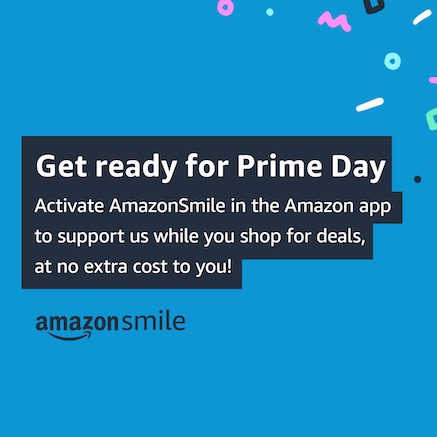 Get ready for Prime Day
Activate AmazonSmile in the Amazon app
to support us while you shop for deals,
at no extra cost to you!
amazonsmile